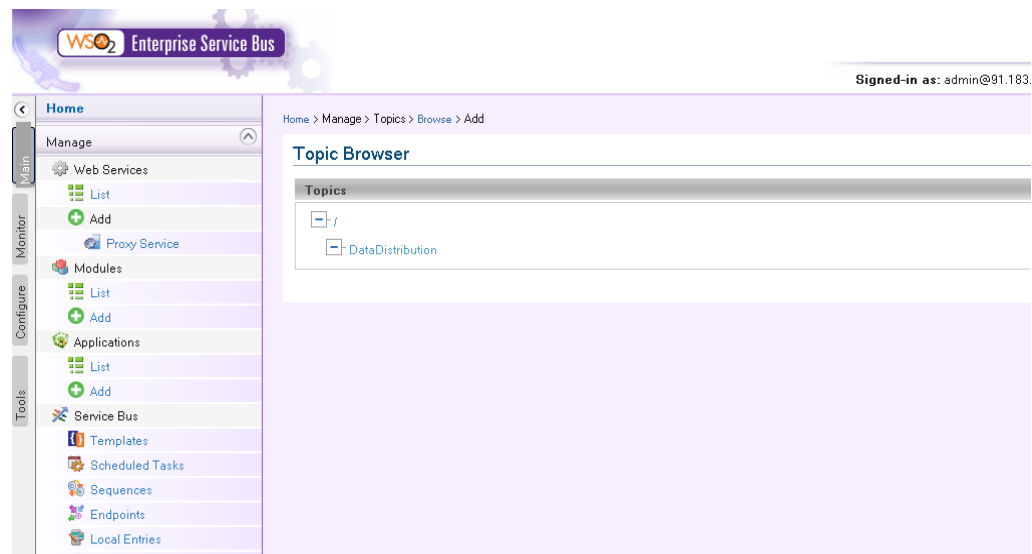 WSO2 Enterprise Service Bus
Signed-in as: admin@91.183.
Home
Home > Manage > Topics > Browse > Add
Manage
Topic Browser
Main
Web Services
List
Topics
Add
/
Proxy Service
DataDistribution
Monitor
Modules
List
Add
Configure
Applications
List
Add
Tools
Service Bus
Templates
Scheduled Tasks
Sequences
Endpoints
Local Entries